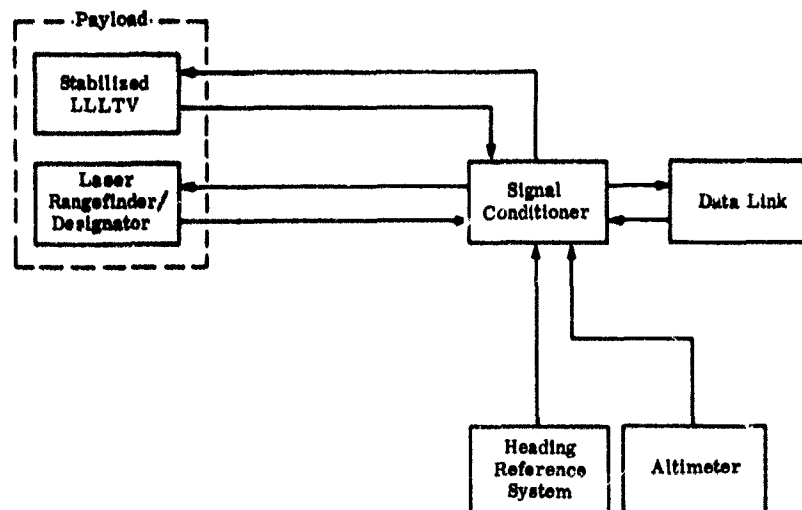 Payload
Stabilized
LLLTV
Laser
Rangefinder/
Designator
Signal
Conditioner
Data Link
Heading
Reference
System
Altimeter